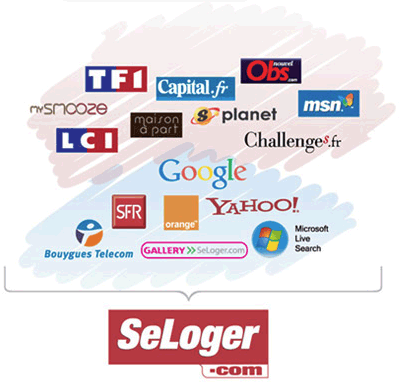 TF1
Capital.fr
nouvel
Obs.com
mysmooze
maison
à part
planet
msn
LCI
Challenges.fr
Google
SFR
orange™
YAHOO!
Bouygues Telecom
GALLERY >> SeLoger.com
Microsoft
Live
Search
SeLoger
.com